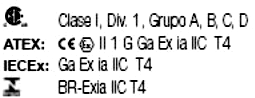 Clase I, Div. 1, Grupo A, B, C, D
ATEX: CE Ex II 1 G Ga Ex ia IIC T4
IECEx: Ga Ex ia IIC T4
BR-Exia IIC T4